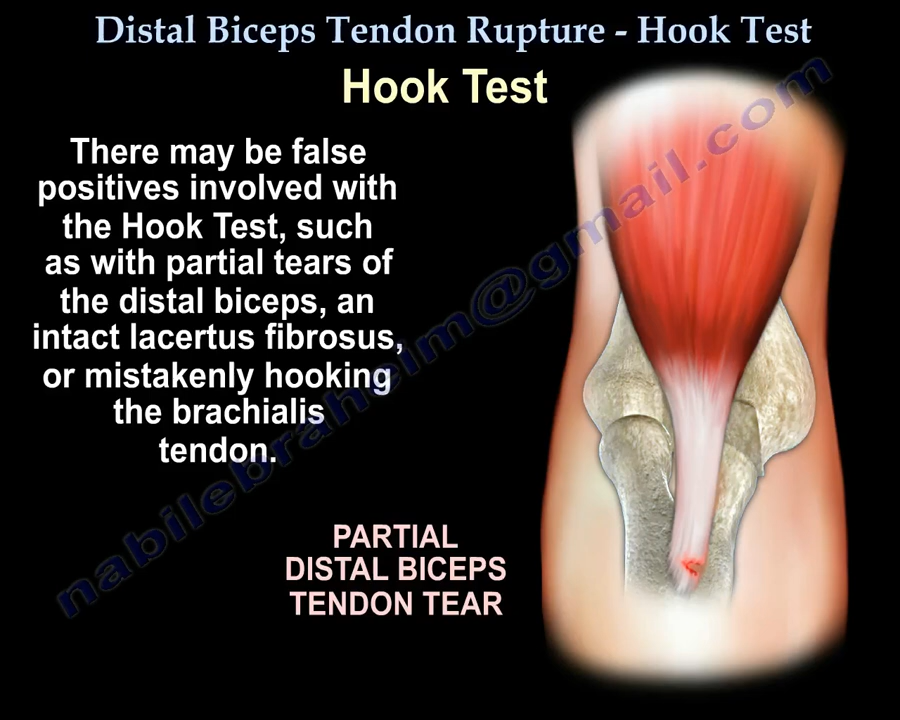 Distal Biceps Tendon Rupture - Hook Test
Hook Test
There may be false
positives involved with
the Hook Test, such
as with partial tears of
the distal biceps, an
intact lacertus fibrosus,
or mistakenly hooking
the brachialis
tendon.
PARTIAL
DISTAL BICEPS
TENDON TEAR
nabilebraheim@gmail.com